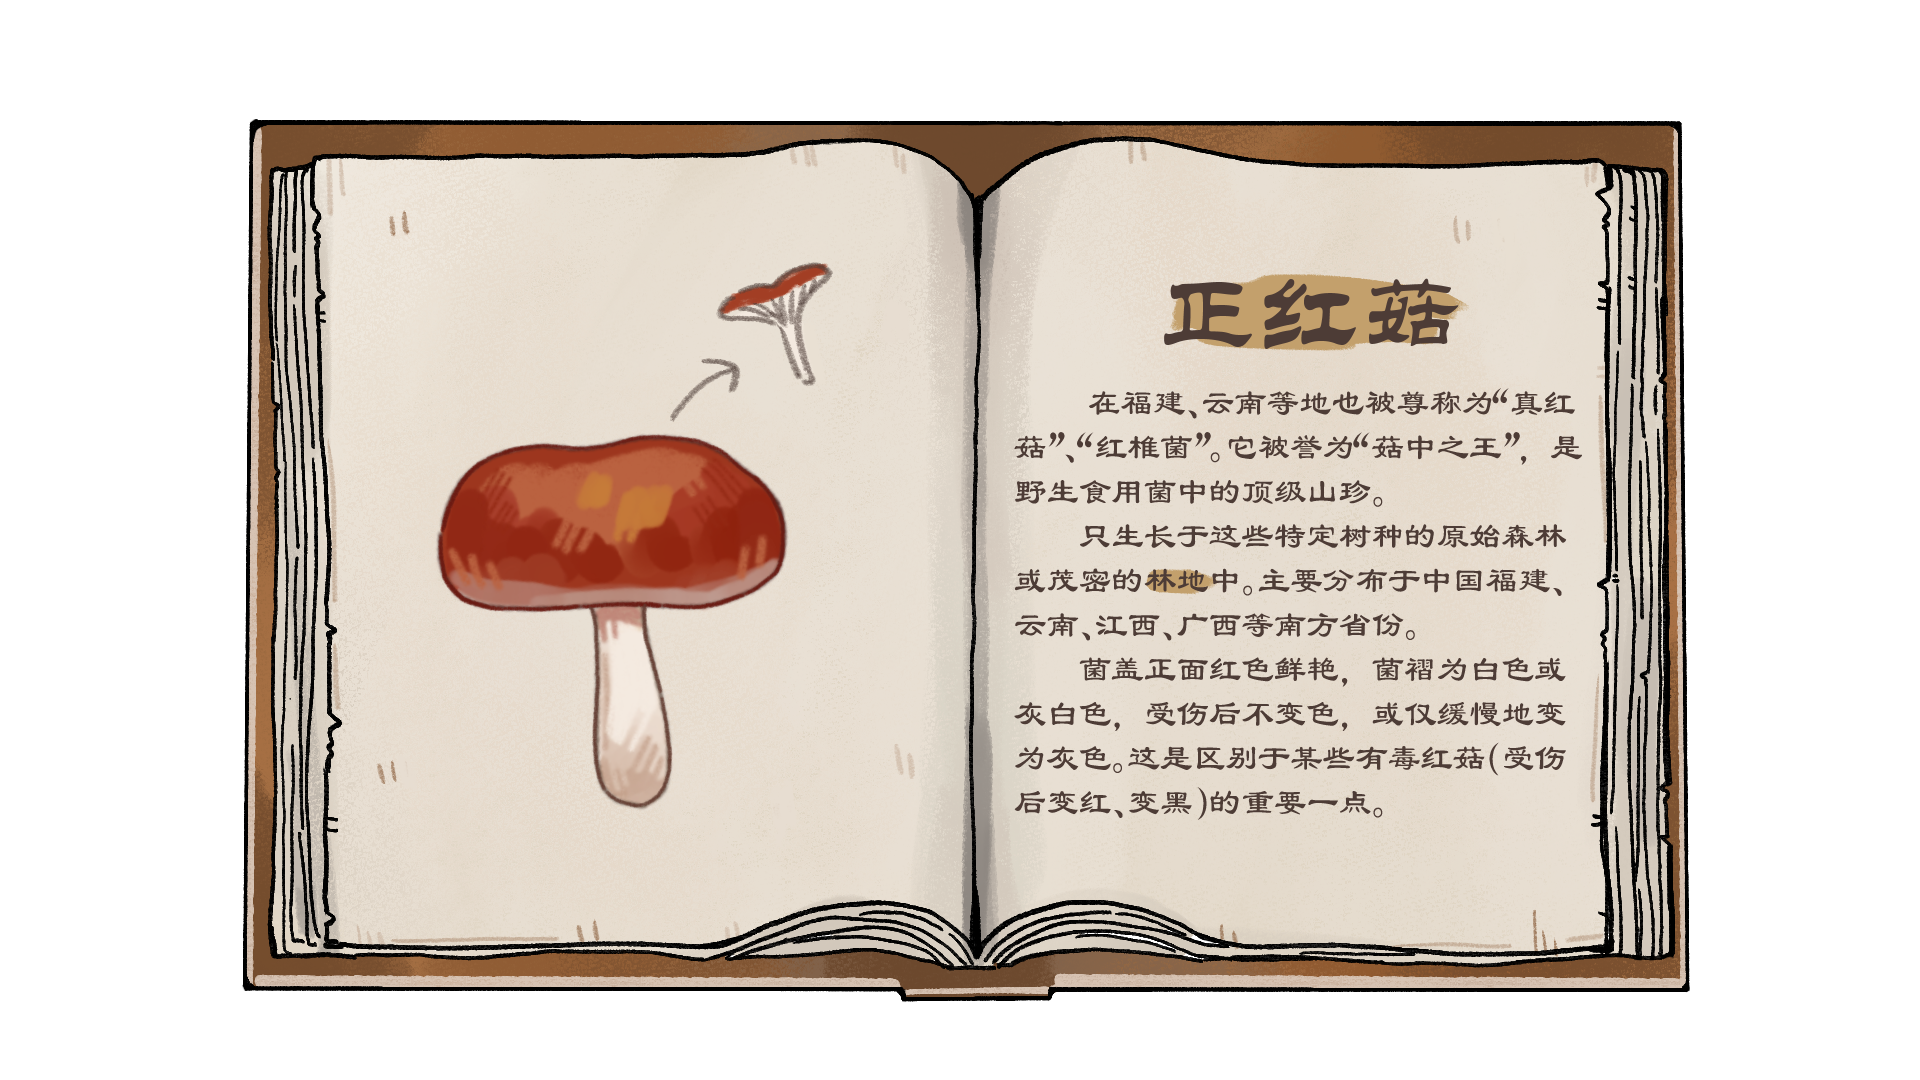 正红菇
在福建、云南等地也被尊称为“真红
菇”、“红椎菌”。它被誉为“菇中之王”，是
野生食用菌中的顶级山珍。
只生长于这些特定树种的原始森林
或茂密的林地中。主要分布于中国福建、
云南、江西、广西等南方省份。
菌盖正面红色鲜艳，菌褶为白色或
灰白色，受伤后不变色，或仅缓慢地变
为灰色。这是区别于某些有毒红菇(受伤
后变红、变黑)的重要一点。